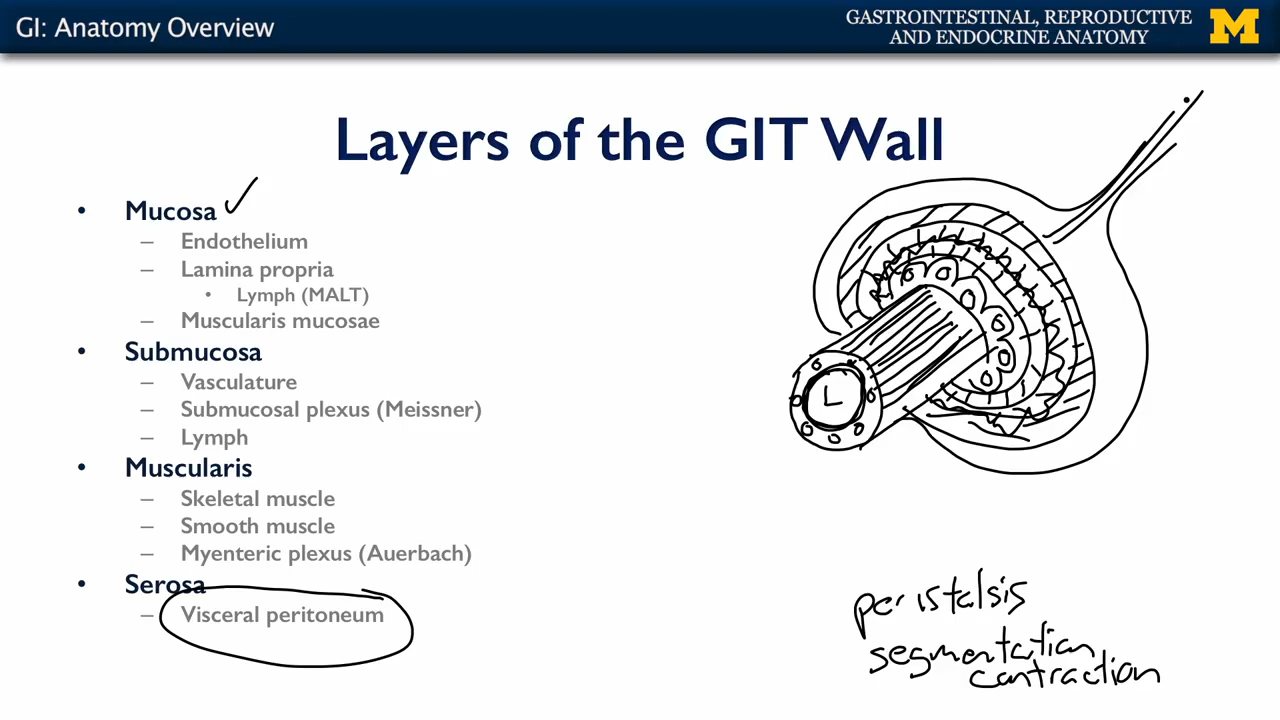 GI: Anatomy Overview
GASTROINTESTINAL, REPRODUCTIVE
AND ENDOCRINE ANATOMY
M
Layers of the GIT Wall
• Mucosa
– Endothelium
– Lamina propria
• Lymph (MALT)
– Muscularis mucosae
• Submucosa
– Vasculature
– Submucosal plexus (Meissner)
– Lymph
• Muscularis
– Skeletal muscle
– Smooth muscle
– Myenteric plexus (Auerbach)
• Serosa
– Visceral peritoneum
L
peristalsis
segmentation
contraction